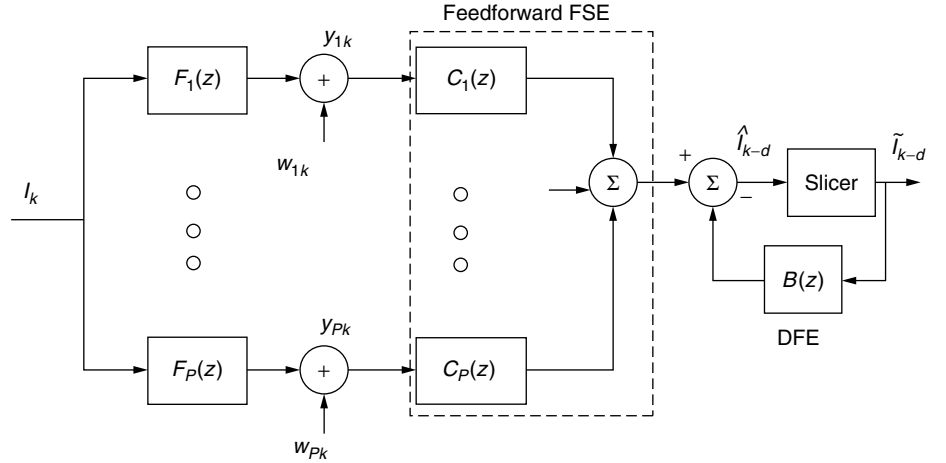 Feedforward FSE
y1k
F1(z)
+
C1(z)
w1k
Ik
Σ
+
Σ
−
Îk−d
Slicer
Ĩk−d
B(z)
DFE
yPk
FP(z)
+
CP(z)
wPk